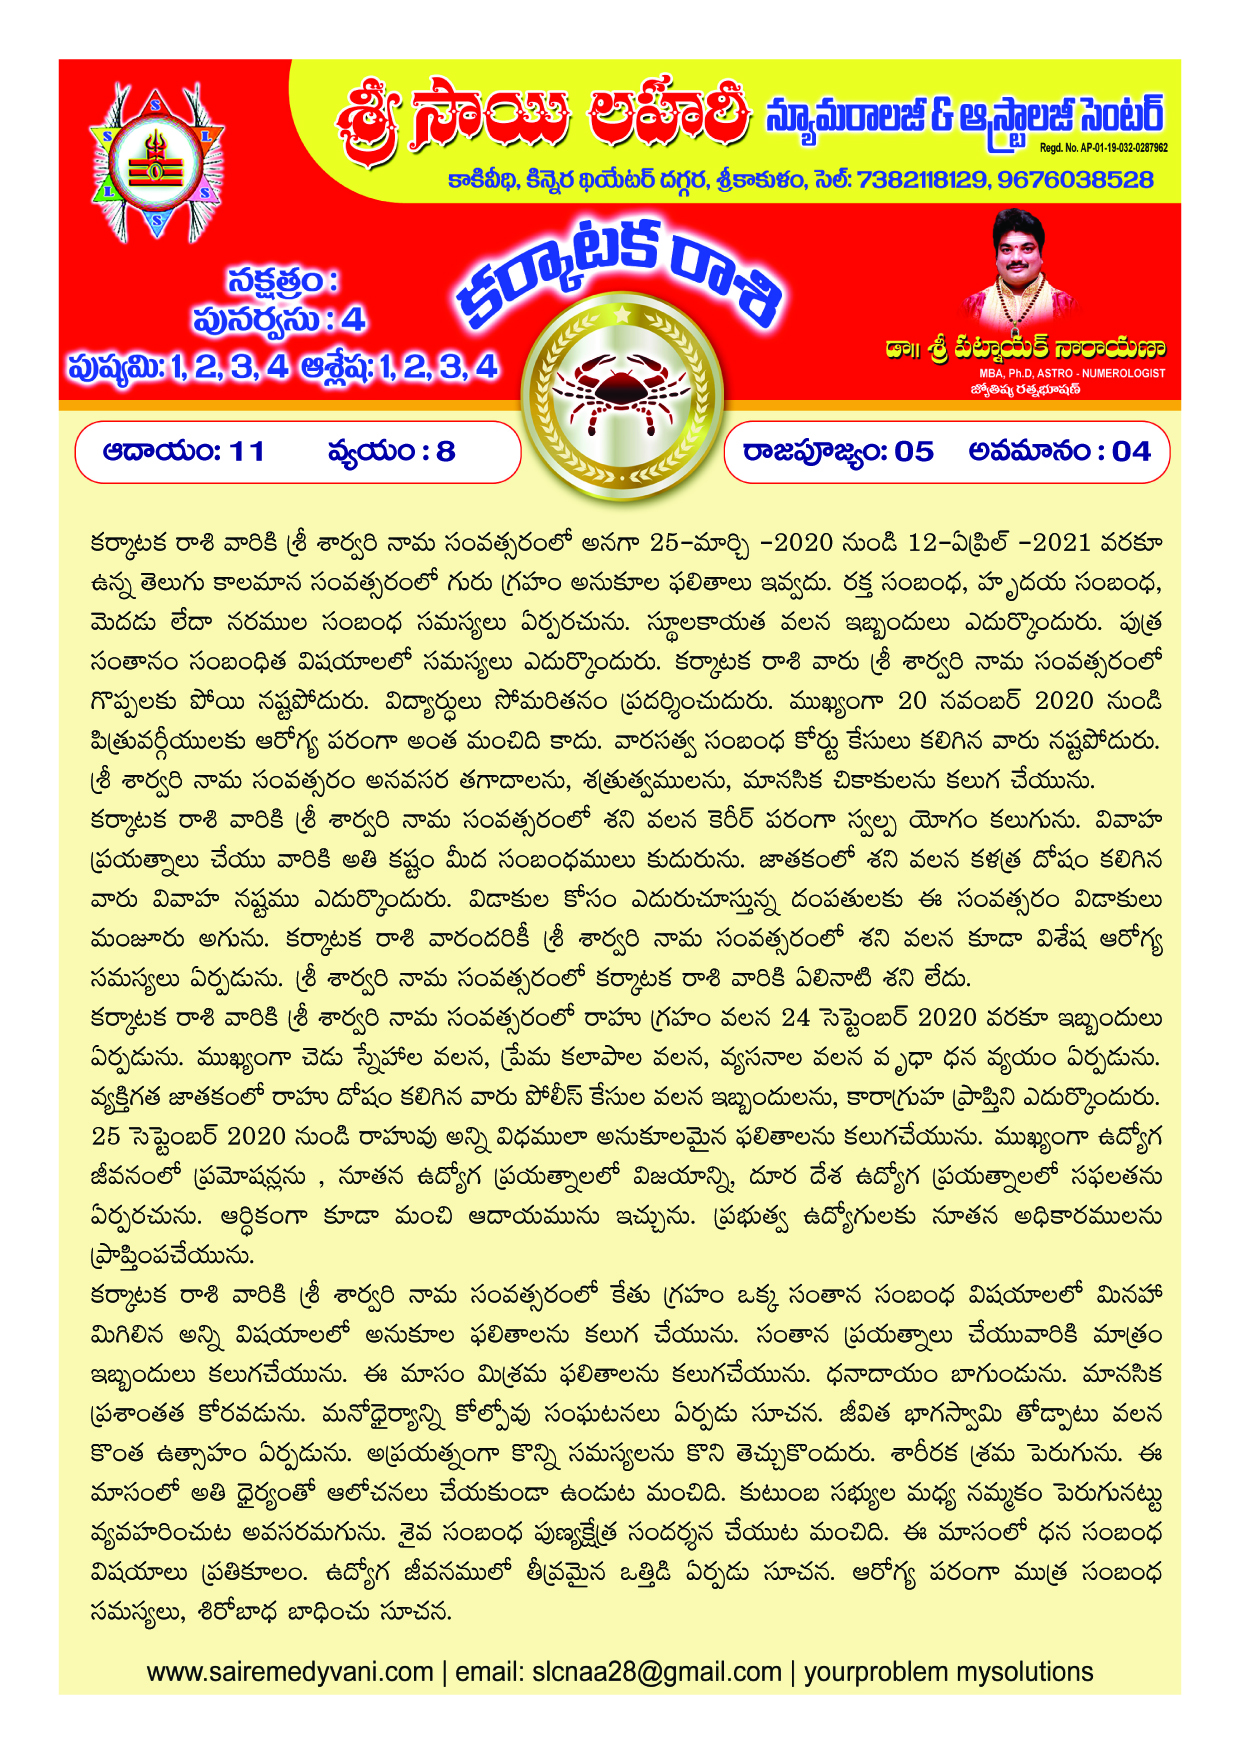 శ్రీ సాయి లహరి న్యూమరాలజీ & ఆస్ట్రాలజీ సెంటర్
Regd. No. AP-01-19-032-0287962
కాకివీధి, కిన్నెర థియేటర్ దగ్గర, శ్రీకాకుళం, సెల్: 7382118129, 9676038528
S
S L
L S
S
కర్కాటక రాశి
నక్షత్రం :
పునర్వసు : 4
పుష్యమి: 1, 2, 3, 4 ఆశ్లేష: 1, 2, 3, 4
డా॥ శ్రీ పట్నాయక్ నారాయణా
MBA, Ph.D, ASTRO - NUMEROLOGIST
జ్యోతిష్య రత్నభూషణ్
ఆదాయం: 11 వ్యయం : 8
రాజపూజ్యం: 05 అవమానం : 04
కర్కాటక రాశి వారికి శ్రీ శార్వరి నామ సంవత్సరంలో అనగా 25-మార్చి -2020 నుండి 12-ఏప్రిల్ -2021 వరకూ
ఉన్న తెలుగు కాలమాన సంవత్సరంలో గురు గ్రహం అనుకూల ఫలితాలు ఇవ్వదు. రక్త సంబంధ, హృదయ సంబంధ,
మెదడు లేదా నరముల సంబంధ సమస్యలు ఏర్పరచును. స్థూలకాయత వలన ఇబ్బందులు ఎదుర్కొందురు. పుత్ర
సంతానం సంబంధిత విషయాలలో సమస్యలు ఎదుర్కొందురు. కర్కాటక రాశి వారు శ్రీ శార్వరి నామ సంవత్సరంలో
గొప్పలకు పోయి నష్టపోదురు. విద్యార్ధులు సోమరితనం ప్రదర్శించుదురు. ముఖ్యంగా 20 నవంబర్ 2020 నుండి
పిత్రువర్గీయులకు ఆరోగ్య పరంగా అంత మంచిది కాదు. వారసత్వ సంబంధ కోర్టు కేసులు కలిగిన వారు నష్టపోదురు.
శ్రీ శార్వరి నామ సంవత్సరం అనవసర తగాదాలను, శత్రుత్వములను, మానసిక చికాకులను కలుగ చేయును.
కర్కాటక రాశి వారికి శ్రీ శార్వరి నామ సంవత్సరంలో శని వలన కెరీర్ పరంగా స్వల్ప యోగం కలుగును. వివాహ
ప్రయత్నాలు చేయు వారికి అతి కష్టం మీద సంబంధములు కుదురును. జాతకంలో శని వలన కళత్ర దోషం కలిగిన
వారు వివాహ నష్టము ఎదుర్కొందురు. విడాకుల కోసం ఎదురుచూస్తున్న దంపతులకు ఈ సంవత్సరం విడాకులు
మంజూరు అగును. కర్కాటక రాశి వారందరికీ శ్రీ శార్వరి నామ సంవత్సరంలో శని వలన కూడా విశేష ఆరోగ్య
సమస్యలు ఏర్పడును. శ్రీ శార్వరి నామ సంవత్సరంలో కర్కాటక రాశి వారికి ఏలినాటి శని లేదు.
కర్కాటక రాశి వారికి శ్రీ శార్వరి నామ సంవత్సరంలో రాహు గ్రహం వలన 24 సెప్టెంబర్ 2020 వరకూ ఇబ్బందులు
ఏర్పడును. ముఖ్యంగా చెడు స్నేహాల వలన, ప్రేమ కలాపాల వలన, వ్యసనాల వలన వృధా ధన వ్యయం ఏర్పడును.
వ్యక్తిగత జాతకంలో రాహు దోషం కలిగిన వారు పోలీస్ కేసుల వలన ఇబ్బందులను, కారాగ్రుహ ప్రాప్తిని ఎదుర్కొందురు.
25 సెప్టెంబర్ 2020 నుండి రాహువు అన్ని విధములా అనుకూలమైన ఫలితాలను కలుగచేయును. ముఖ్యంగా ఉద్యోగ
జీవనంలో ప్రమోషన్లను , నూతన ఉద్యోగ ప్రయత్నాలలో విజయాన్ని, దూర దేశ ఉద్యోగ ప్రయత్నాలలో సఫలతను
ఏర్పరచును. ఆర్ధికంగా కూడా మంచి ఆదాయమును ఇచ్చును. ప్రభుత్వ ఉద్యోగులకు నూతన అధికారములను
ప్రాప్తింపచేయును.
కర్కాటక రాశి వారికి శ్రీ శార్వరి నామ సంవత్సరంలో కేతు గ్రహం ఒక్క సంతాన సంబంధ విషయాలలో మినహా
మిగిలిన అన్ని విషయాలలో అనుకూల ఫలితాలను కలుగ చేయును. సంతాన ప్రయత్నాలు చేయువారికి మాత్రం
ఇబ్బందులు కలుగచేయును. ఈ మాసం మిశ్రమ ఫలితాలను కలుగచేయును. ధనాదాయం బాగుండును. మానసిక
ప్రశాంతత కోరవడును. మనోధైర్యాన్ని కోల్పోవు సంఘటనలు ఏర్పడు సూచన. జీవిత భాగస్వామి తోడ్పాటు వలన
కొంత ఉత్సాహం ఏర్పడును. అప్రయత్నంగా కొన్ని సమస్యలను కొని తెచ్చుకొందురు. శారీరక శ్రమ పెరుగును. ఈ
మాసంలో అతి ధైర్యంతో ఆలోచనలు చేయకుండా ఉండుట మంచిది. కుటుంబ సభ్యుల మధ్య నమ్మకం పెరుగునట్టు
వ్యవహరించుట అవసరమగును. శైవ సంబంధ పుణ్యక్షేత్ర సందర్శన చేయుట మంచిది. ఈ మాసంలో ధన సంబంధ
విషయాలు ప్రతికూలం. ఉద్యోగ జీవనములో తీవ్రమైన ఒత్తిడి ఏర్పడు సూచన. ఆరోగ్య పరంగా ముత్ర సంబంధ
సమస్యలు, శిరోబాధ బాధించు సూచన.
www.sairemedyvani.com | email: slcnaa28@gmail.com | yourproblem mysolutions